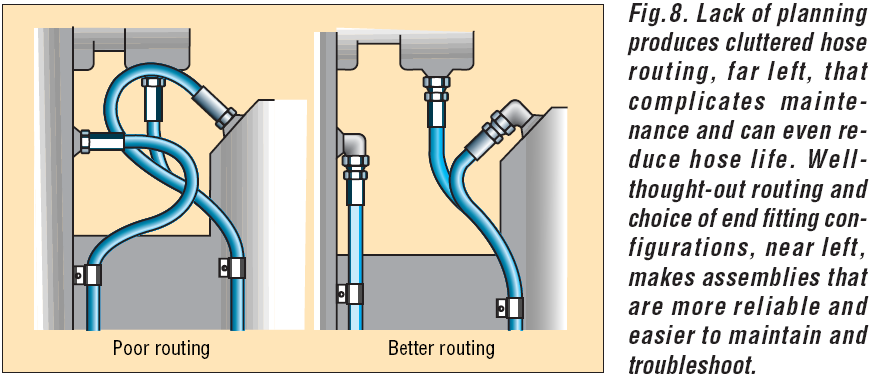 Poor routing
Better routing
Fig.8. Lack of planning
produces cluttered hose
routing, far left, that
complicates mainte-
nance and can even re-
duce hose life. Well-
thought-out routing and
choice of end fitting con-
figurations, near left,
makes assemblies that
are more reliable and
easier to maintain and
troubleshoot.